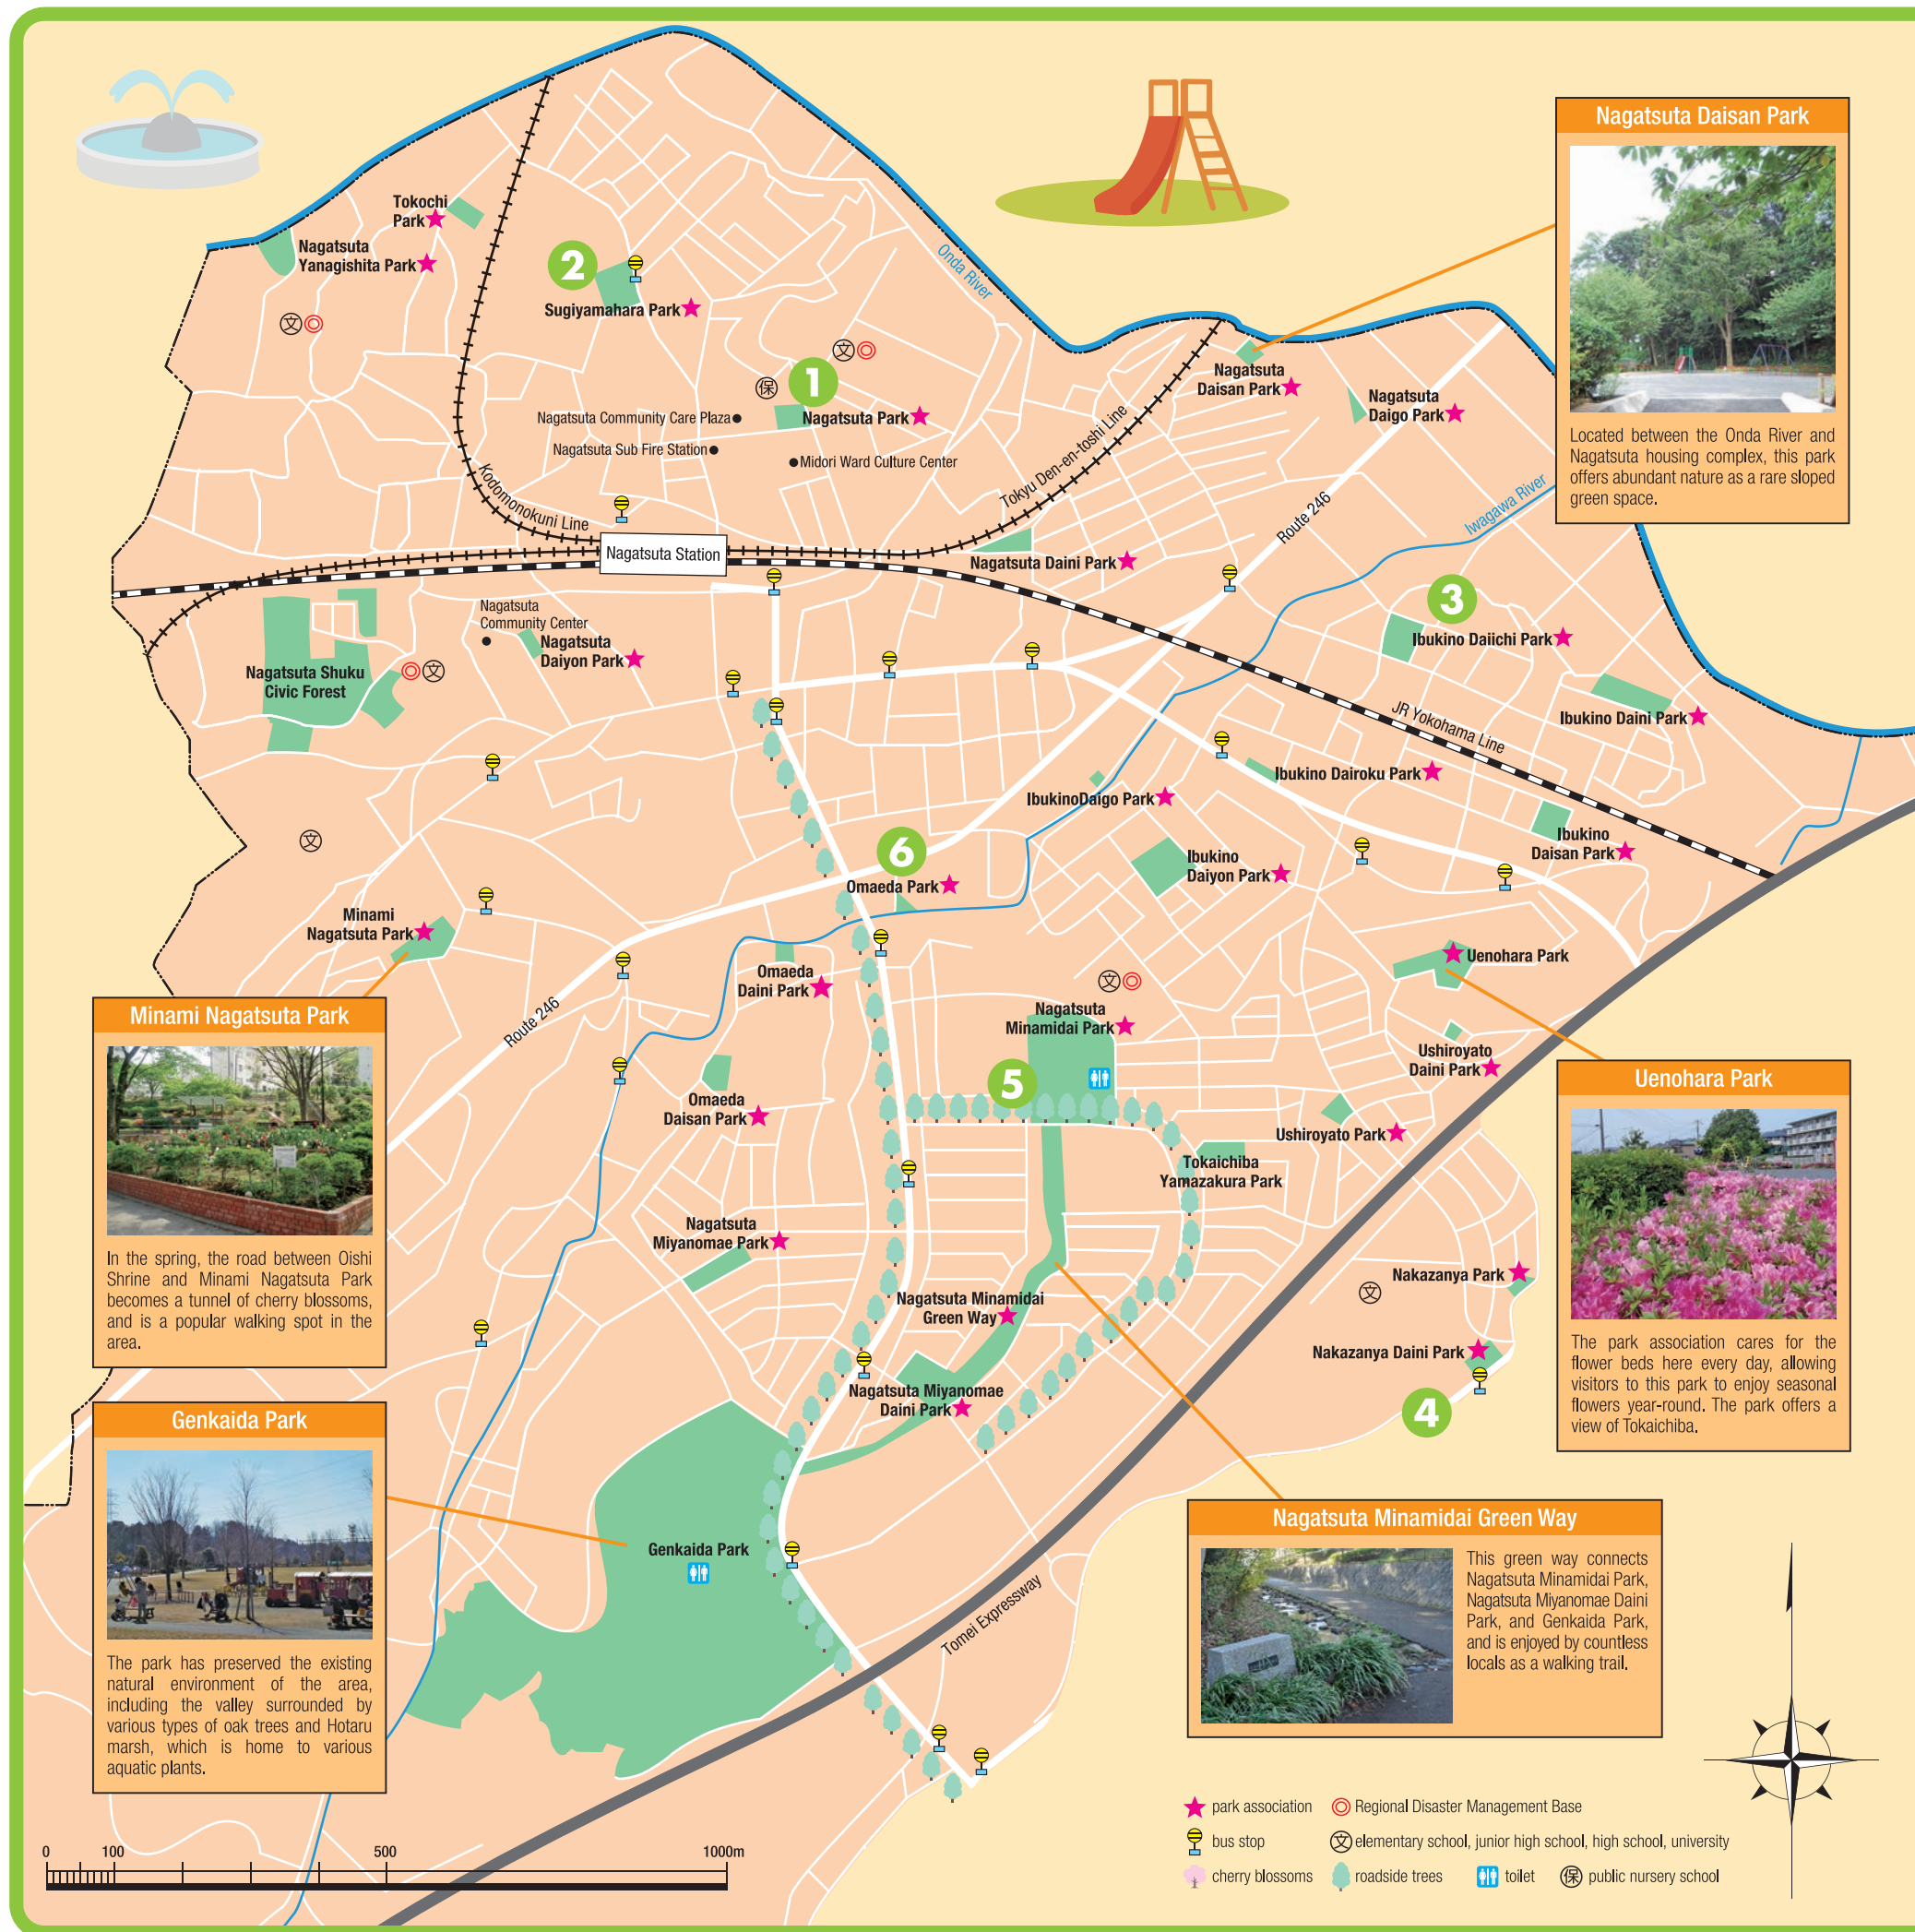 Nagatsuta Daisan Park
Located between the Onda River and
Nagatsuta housing complex, this park
offers abundant nature as a rare sloped
green space.
Tokochi
Park
Nagatsuta
Yanagishita Park
文
2
Sugiyamahara Park
Onda River
文
保
1
Nagatsuta Park
Nagatsuta Community Care Plaza
Nagatsuta Sub Fire Station
Midori Ward Culture Center
Nagatsuta
Daisan Park
Nagatsuta
Daigo Park
Kodomonokuni Line
Tokyu Den-en-toshi Line
Route 246
Iwagawa River
Nagatsuta Station
Nagatsuta Daini Park
3
Ibukino Daiichi Park
Nagatsuta
Community Center
Nagatsuta
Daiyon Park
Nagatsuta Shuku
Civic Forest
文
Ibukino Daini Park
JR Yokohama Line
Ibukino Dairoku Park
IbukinoDaigo Park
文
6
Omaeda Park
Ibukino
Daiyon Park
Ibukino
Daisan Park
Minami
Nagatsuta Park
Uenohara Park
Omaeda
Daini Park
文
Nagatsuta
Minamidai Park
Route 246
5
Ushiroyato
Daini Park
Omaeda
Daisan Park
Ushiroyato Park
Tokaichiba
Yamazakura Park
Minami Nagatsuta Park
In the spring, the road between Oishi
Shrine and Minami Nagatsuta Park
becomes a tunnel of cherry blossoms,
and is a popular walking spot in the
area.
Uenohara Park
The park association cares for the
flower beds here every day, allowing
visitors to this park to enjoy seasonal
flowers year-round. The park offers a
view of Tokaichiba.
Nagatsuta
Miyanomae Park
Nakazanya Park
文
Nagatsuta Minamidai
Green Way
Nakazanya Daini Park
Nagatsuta Miyanomae
Daini Park
4
Genkaida Park
The park has preserved the existing
natural environment of the area,
including the valley surrounded by
various types of oak trees and Hotaru
marsh, which is home to various
aquatic plants.
Genkaida Park
Tomei Expressway
Nagatsuta Minamidai Green Way
This green way connects
Nagatsuta Minamidai Park,
Nagatsuta Miyanomae Daini
Park, and Genkaida Park,
and is enjoyed by countless
locals as a walking trail.
park association
Regional Disaster Management Base
bus stop
文 elementary school, junior high school, high school, university
cherry blossoms
roadside trees
toilet
保 public nursery school
0 100 500 1000m